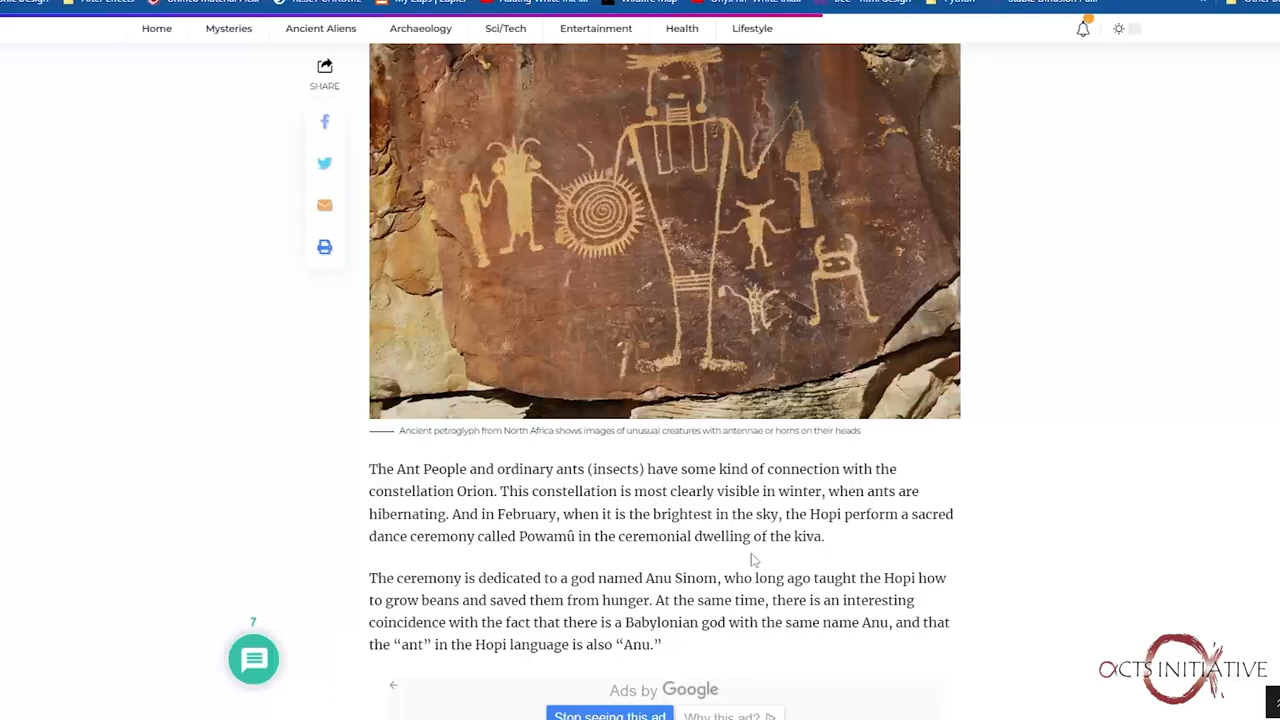 Home Mysteries Ancient Aliens Archaeology Sci/Tech Entertainment Health Lifestyle
SHARE
Ancient petroglyph from North Africa shows images of unusual creatures with antennae or horns on their heads
The Ant People and ordinary ants (insects) have some kind of connection with the
constellation Orion. This constellation is most clearly visible in winter, when ants are
hibernating. And in February, when it is the brightest in the sky, the Hopi perform a sacred
dance ceremony called Powamû in the ceremonial dwelling of the kiva.
The ceremony is dedicated to a god named Anu Sinom, who long ago taught the Hopi how
to grow beans and saved them from hunger. At the same time, there is an interesting
coincidence with the fact that there is a Babylonian god with the same name Anu, and that
the “ant” in the Hopi language is also “Anu.”
7
Ads by Google
Stop seeing this ad Why this ad?
ACTS INITIATIVE